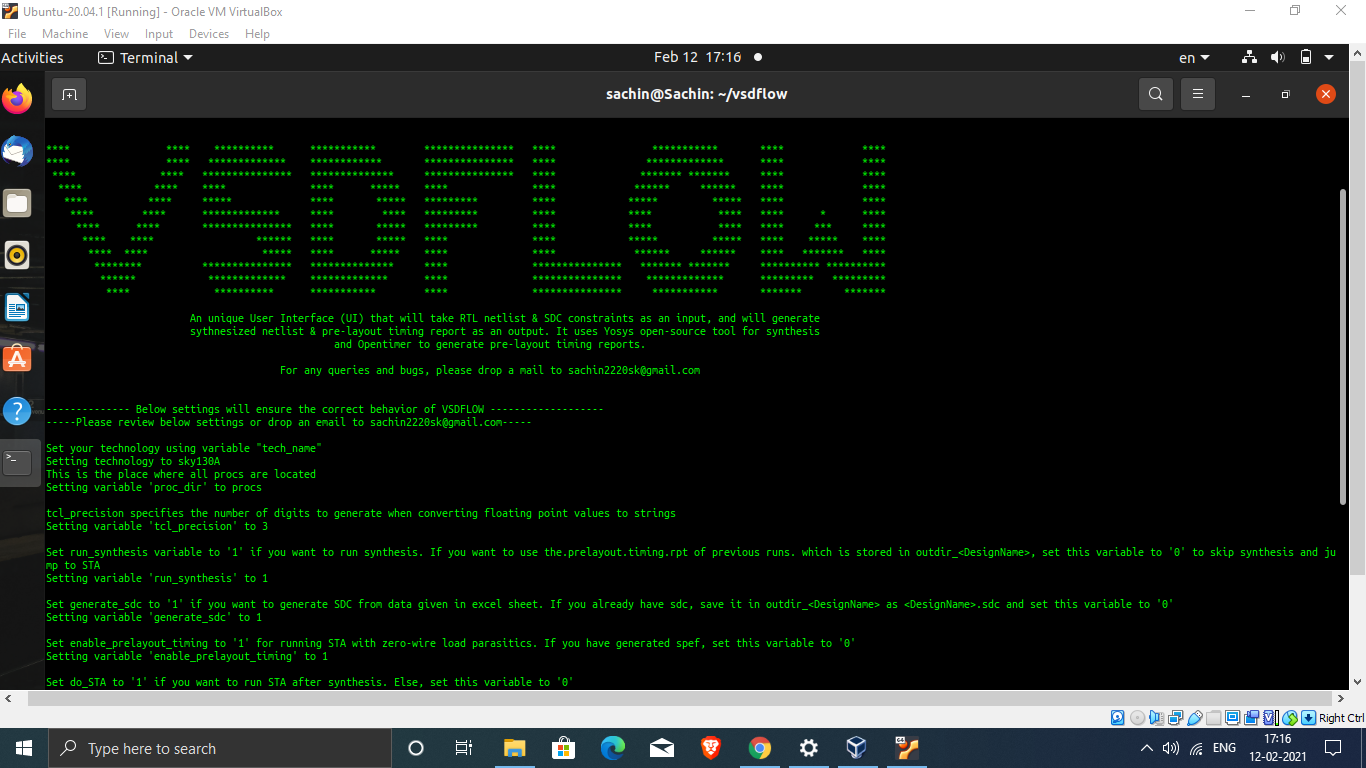 Ubuntu-20.04.1 [Running] - Oracle VM VirtualBox
File Machine View Input Devices Help
Activities Terminal Feb 12 17:16 en
sachin@Sachin: ~/vsdflow
VSDFLOW
An unique User Interface (UI) that will take RTL netlist & SDC constraints as an input, and will generate
sythnesized netlist & pre-layout timing report as an output. It uses Yosys open-source tool for synthesis
and Opentimer to generate pre-layout timing reports.
For any queries and bugs, please drop a mail to sachin2220sk@gmail.com
-------------- Below settings will ensure the correct behavior of VSDFLOW -------------------
-----Please review below settings or drop an email to sachin2220sk@gmail.com-----
Set your technology using variable "tech_name"
Setting technology to sky130A
This is the place where all procs are located
Setting variable 'proc_dir' to procs
tcl_precision specifies the number of digits to generate when converting floating point values to strings
Setting variable 'tcl_precision' to 3
Set run_synthesis variable to '1' if you want to run synthesis. If you want to use the.prelayout.timing.rpt of previous runs. which is stored in outdir_<DesignName>, set this variable to '0' to skip synthesis and ju
mp to STA
Setting variable 'run_synthesis' to 1
Set generate_sdc to '1' if you want to generate SDC from data given in excel sheet. If you already have sdc, save it in outdir_<DesignName> as <DesignName>.sdc and set this variable to '0'
Setting variable 'generate_sdc' to 1
Set enable_prelayout_timing to '1' for running STA with zero-wire load parasitics. If you have generated spef, set this variable to '0'
Setting variable 'enable_prelayout_timing' to 1
Set do_STA to '1' if you want to run STA after synthesis. Else, set this variable to '0'
Right Ctrl
Type here to search
ENG
17:16
12-02-2021